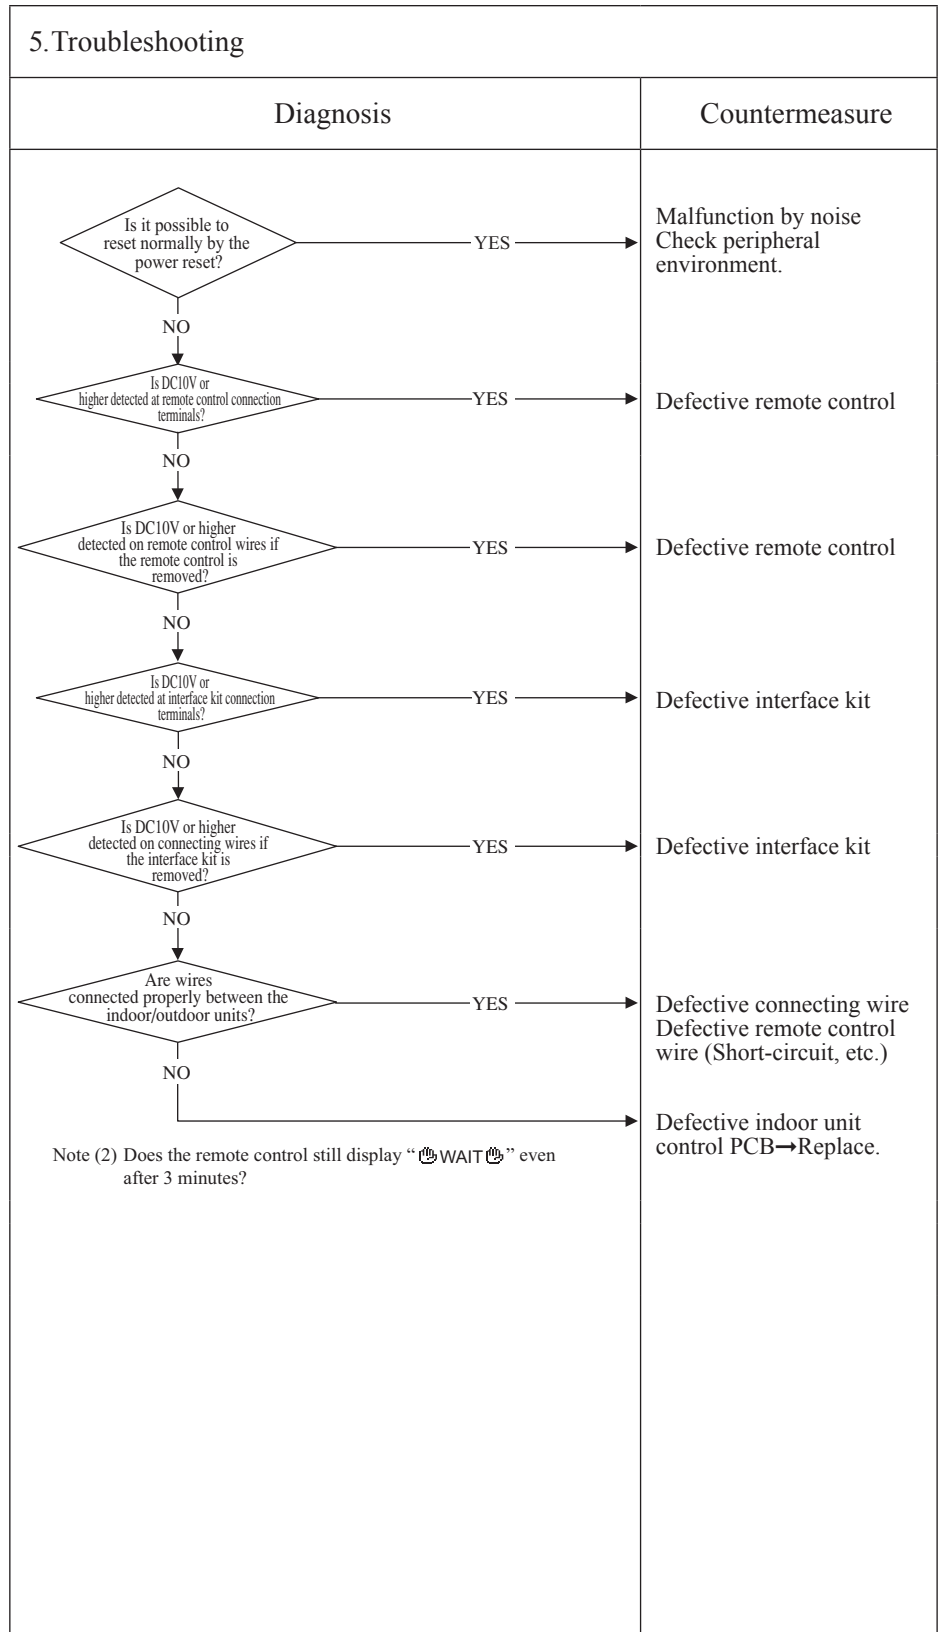 5.Troubleshooting
Diagnosis
Countermeasure
Is it possible to
reset normally by the
power reset?
YES
Malfunction by noise
Check peripheral
environment.
NO
Is DC10V or
higher detected at remote control connection
terminals?
YES
Defective remote control
NO
Is DC10V or higher
detected on remote control wires if
the remote control is
removed?
YES
Defective remote control
NO
Is DC10V or
higher detected at interface kit connection
terminals?
YES
Defective interface kit
NO
Is DC10V or higher
detected on connecting wires if
the interface kit is
removed?
YES
Defective interface kit
NO
Are wires
connected properly between the
indoor/outdoor units?
YES
Defective connecting wire
Defective remote control
wire (Short-circuit, etc.)
NO
Defective indoor unit
control PCB→Replace.
Note (2) Does the remote control still display “WAIT” even
after 3 minutes?